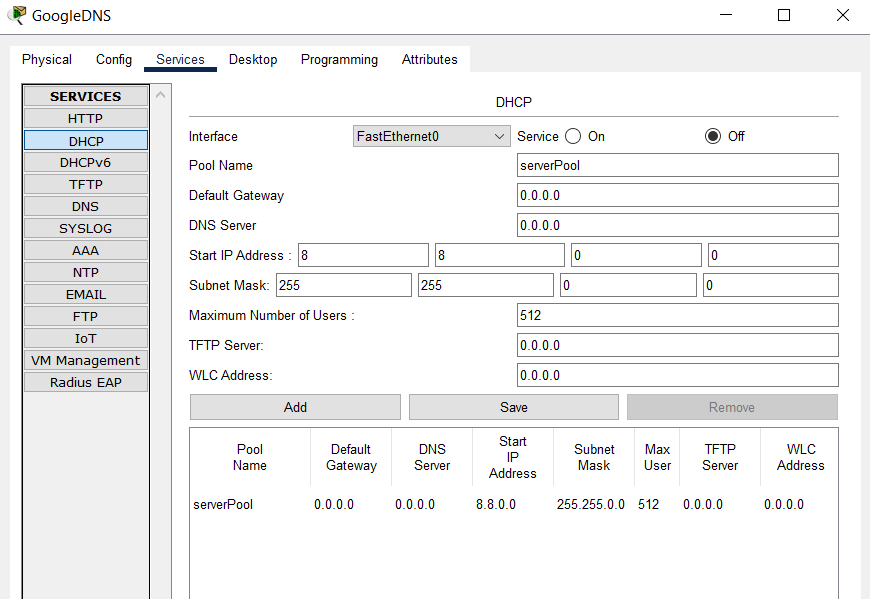 GoogleDNS
Physical Config Services Desktop Programming Attributes
SERVICES
HTTP
DHCP
DHCPv6
TFTP
DNS
SYSLOG
AAA
NTP
EMAIL
FTP
IoT
VM Management
Radius EAP
DHCP
Interface FastEthernet0 Service On Off
Pool Name serverPool
Default Gateway 0.0.0.0
DNS Server 0.0.0.0
Start IP Address : 8 8 0 0
Subnet Mask: 255 255 0 0
Maximum Number of Users : 512
TFTP Server: 0.0.0.0
WLC Address: 0.0.0.0
Add Save Remove
Pool Name Default Gateway DNS Server Start IP Address Subnet Mask Max User TFTP Server WLC Address
serverPool 0.0.0.0 0.0.0.0 8.8.0.0 255.255.0.0 512 0.0.0.0 0.0.0.0